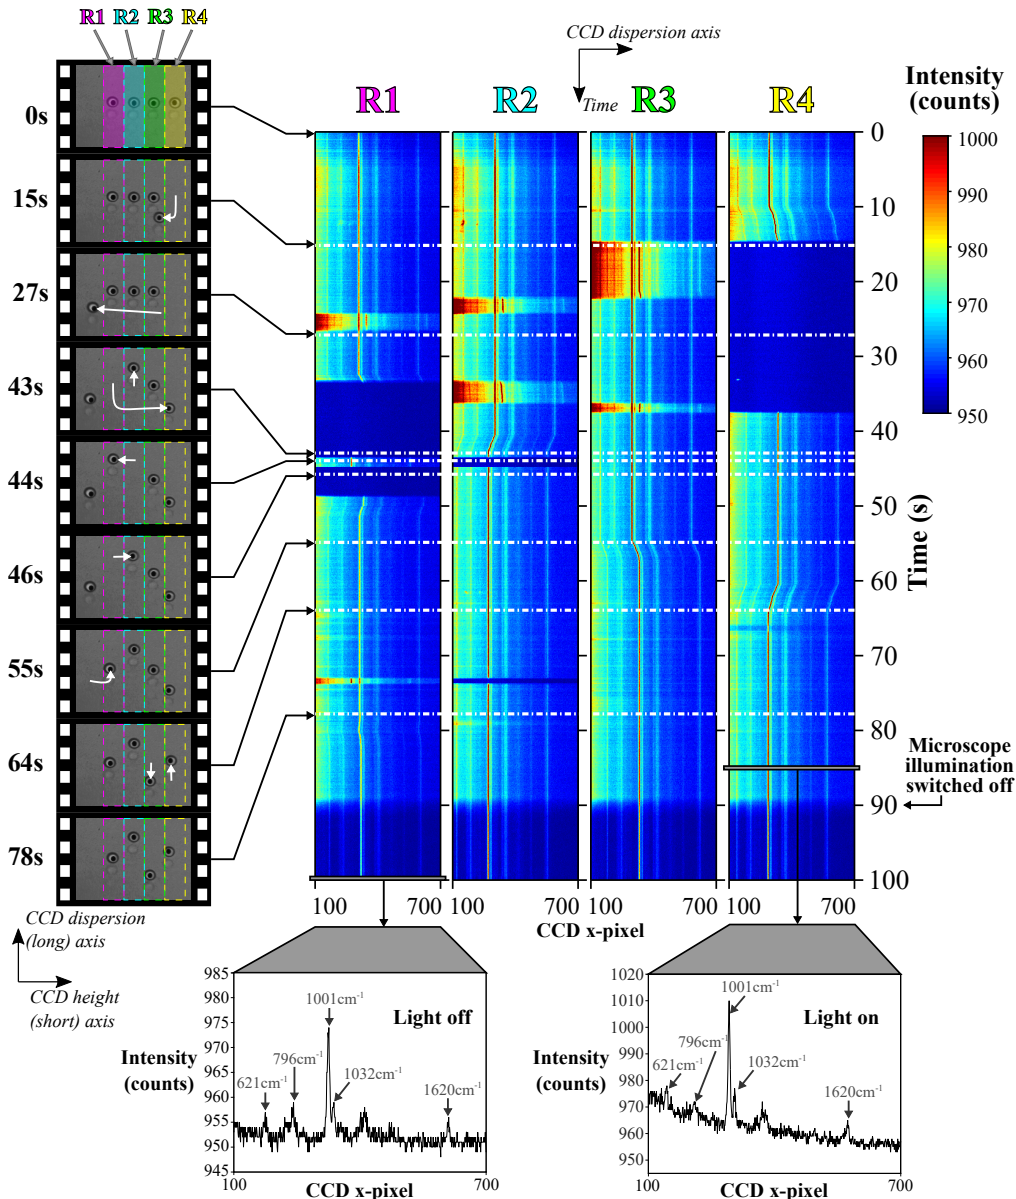 R1 R2 R3 R4
CCD dispersion axis
Time
R1 R2 R3 R4
Intensity
(counts)
0s
15s
27s
43s
44s
46s
55s
64s
78s
0
10
20
30
40
50
60
70
80
90
100
Time (s)
1000
990
980
970
960
950
Microscope
illumination
switched off
100 700 100 700 100 700 100 700
CCD x-pixel
CCD dispersion
(long) axis
CCD height
(short) axis
985
980
975
970
965
960
955
950
945
Intensity
(counts)
1001cm-1
Light off
796cm-1
621cm-1
1032cm-1
1620cm-1
100 700
CCD x-pixel
1020
1010
1000
990
980
970
960
950
Intensity
(counts)
1001cm-1
Light on
796cm-1
621cm-1
1032cm-1
1620cm-1
100 700
CCD x-pixel